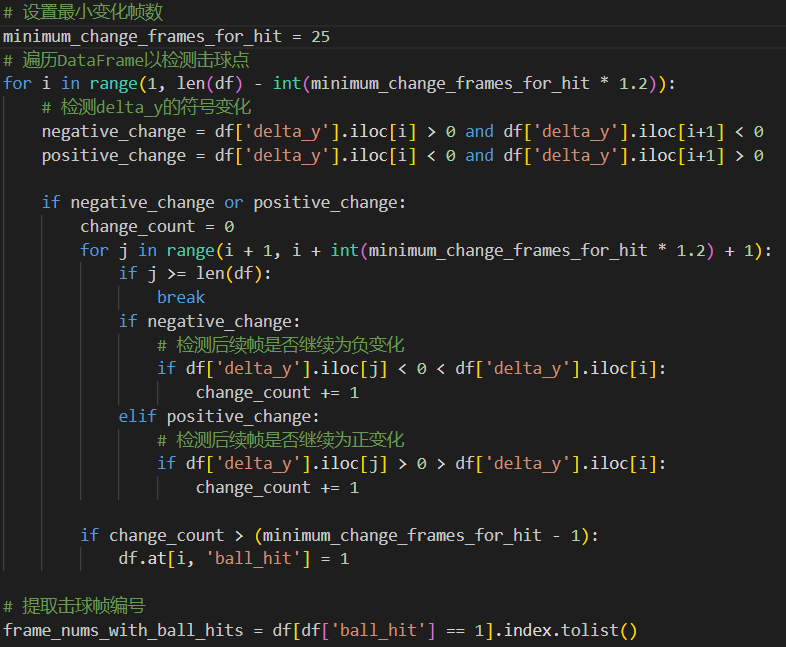 # 设置最小变化帧数
minimum_change_frames_for_hit = 25
# 遍历DataFrame以检测击球点
for i in range(1, len(df) - int(minimum_change_frames_for_hit * 1.2)):
    # 检测delta_y的符号变化
    negative_change = df['delta_y'].iloc[i] > 0 and df['delta_y'].iloc[i+1] < 0
    positive_change = df['delta_y'].iloc[i] < 0 and df['delta_y'].iloc[i+1] > 0
    if negative_change or positive_change:
        change_count = 0
        for j in range(i + 1, i + int(minimum_change_frames_for_hit * 1.2) + 1):
            if j >= len(df):
                break
            if negative_change:
                # 检测后续帧是否继续为负变化
                if df['delta_y'].iloc[j] < 0 < df['delta_y'].iloc[i]:
                    change_count += 1
            elif positive_change:
                # 检测后续帧是否继续为正变化
                if df['delta_y'].iloc[j] > 0 > df['delta_y'].iloc[i]:
                    change_count += 1
        if change_count > (minimum_change_frames_for_hit - 1):
            df.at[i, 'ball_hit'] = 1
# 提取击球帧编号
frame_nums_with_ball_hits = df[df['ball_hit'] == 1].index.tolist()